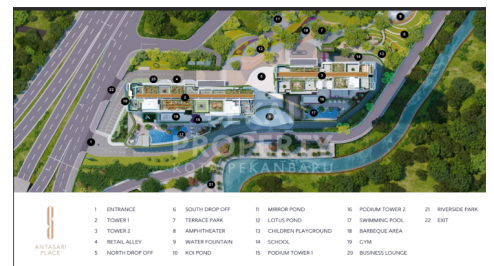 PROPERTY
KOTA PEKANBARU
ANTASARI
PLACE
1 ENTRANCE
2 TOWER 1
3 TOWER 2
4 RETAIL ALLEY
5 NORTH DROP OFF
6 SOUTH DROP OFF
7 TERRACE PARK
8 AMPHITEATER
9 WATER FOUNTAIN
10 KOI POND
11 MIRROR POND
12 LOTUS POND
13 CHILDREN PLAYGROUND
14 SCHOOL
15 PODIUM TOWER 1
16 PODIUM TOWER 2
17 SWIMMING POOL
18 BARBEQUE AREA
19 GYM
20 BUSINESS LOUNGE
21 RIVERSIDE PARK
22 EXIT